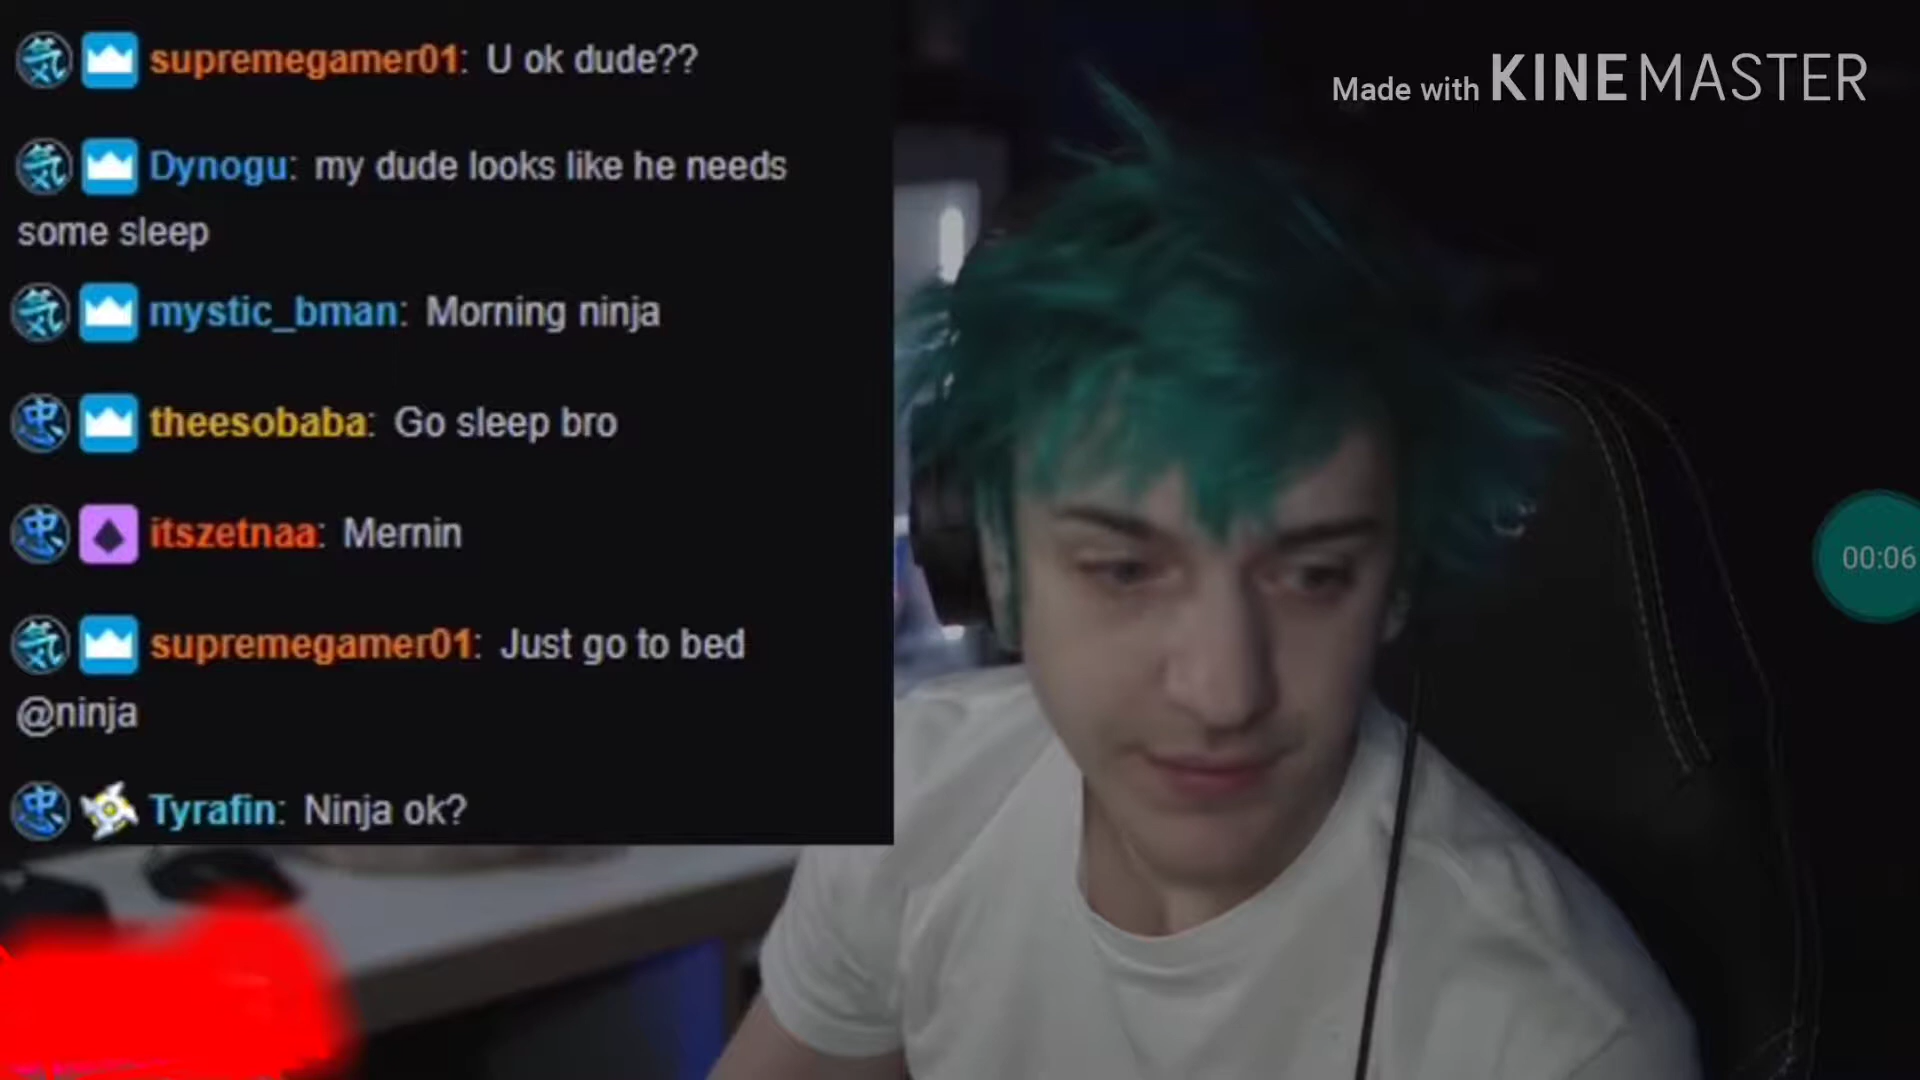 supremegamer01: U ok dude??
Made with KINEMASTER
Dynogu: my dude looks like he needs
some sleep
mystic_bman: Morning ninja
theesobaba: Go sleep bro
itszetnaa: Mernin
00:06
supremegamer01: Just go to bed
@ninja
Tyrafin: Ninja ok?